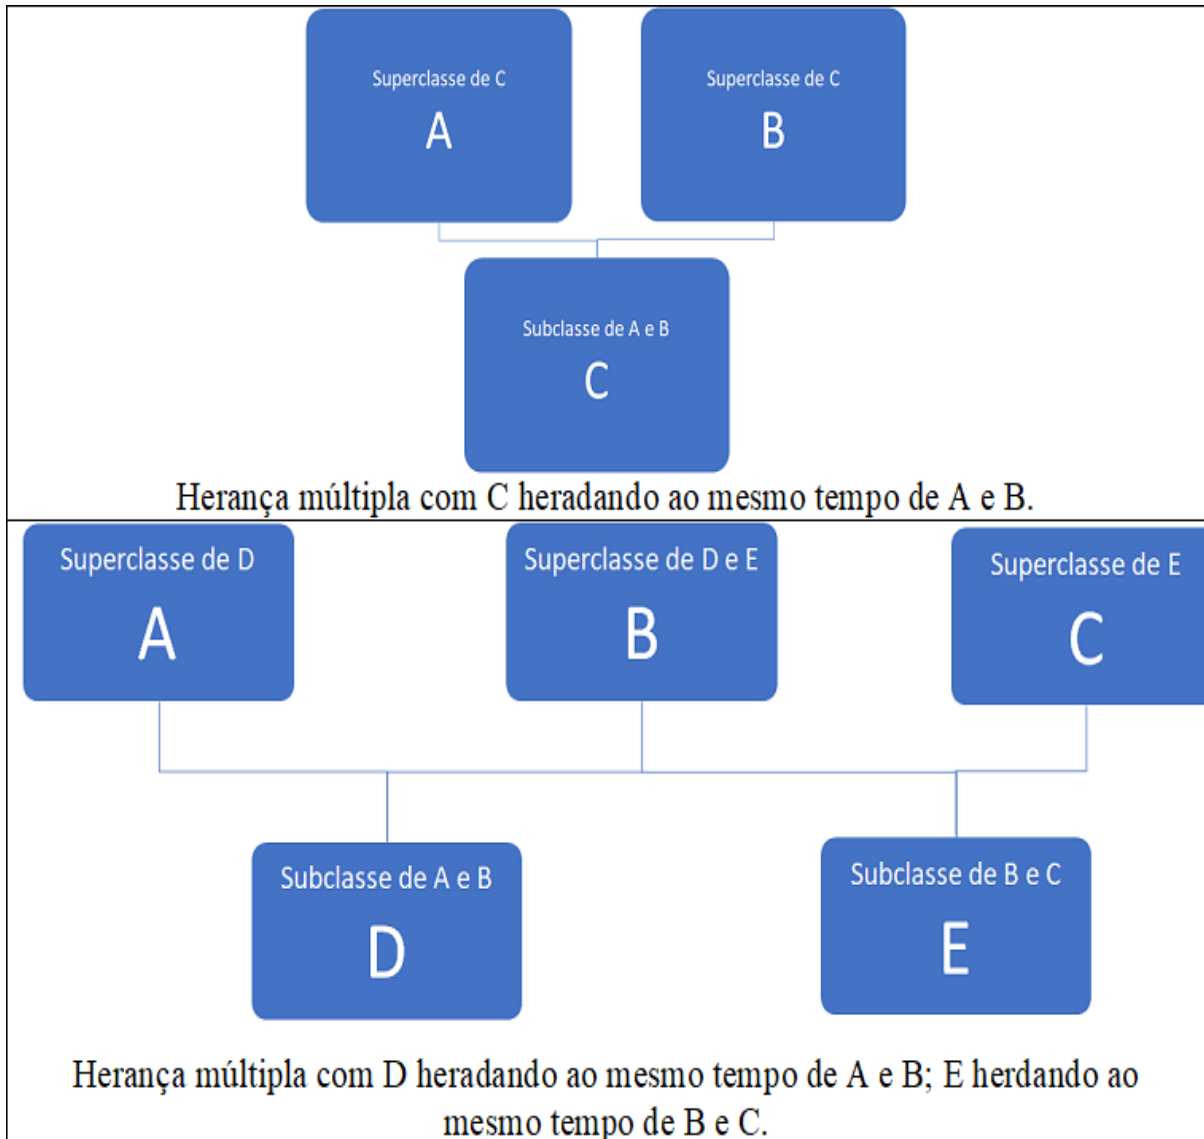 Superclasse de C
A
Superclasse de C
B
Subclasse de A e B
C
Herança múltipla com C heradando ao mesmo tempo de A e B.
Superclasse de D
A
Superclasse de D e E
B
Superclasse de E
C
Subclasse de A e B
D
Subclasse de B e C
E
Herança múltipla com D heradando ao mesmo tempo de A e B; E herdando ao
mesmo tempo de B e C.